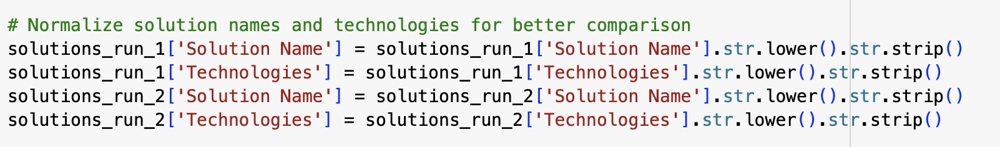 # Normalize solution names and technologies for better comparison
solutions_run_1['Solution Name'] = solutions_run_1['Solution Name'].str.lower().str.strip()
solutions_run_1['Technologies'] = solutions_run_1['Technologies'].str.lower().str.strip()
solutions_run_2['Solution Name'] = solutions_run_2['Solution Name'].str.lower().str.strip()
solutions_run_2['Technologies'] = solutions_run_2['Technologies'].str.lower().str.strip()